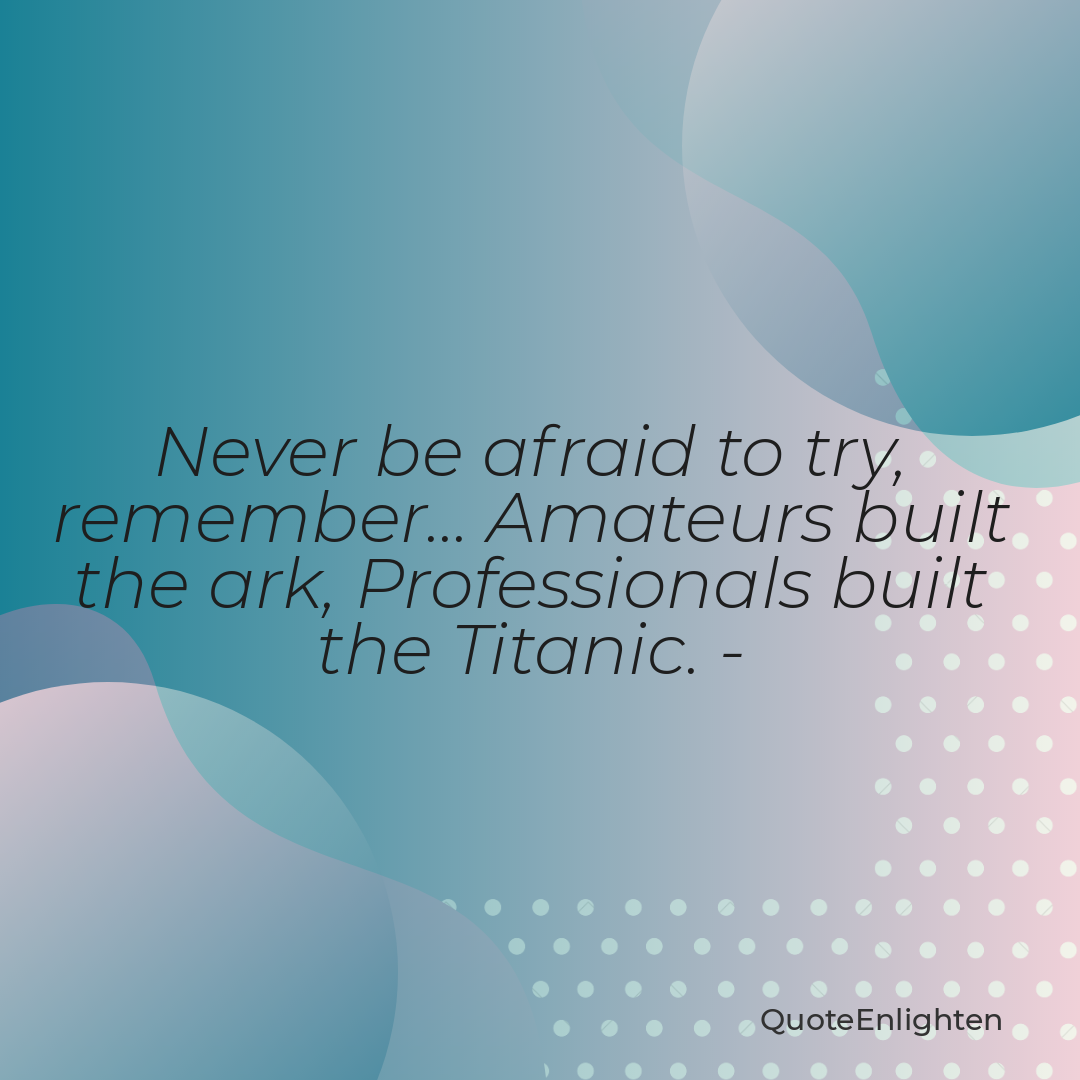 Never be afraid to try,
remember... Amateurs built
the ark, Professionals built
the Titanic. -
QuoteEnlighten